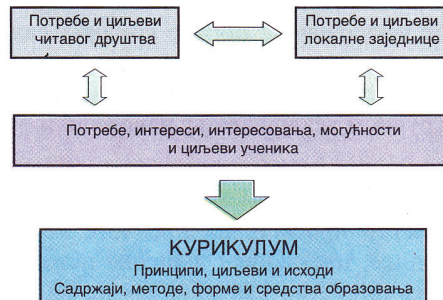 Потребе и циљеви
читавог друштва
Потребе и циљеви
локалне заједнице
Потребе, интереси, интересовања, могућности
и циљеви ученика
КУРИКУЛУМ
Принципи, циљеви и исходи
Садржаји, методе, форме и средства образовања